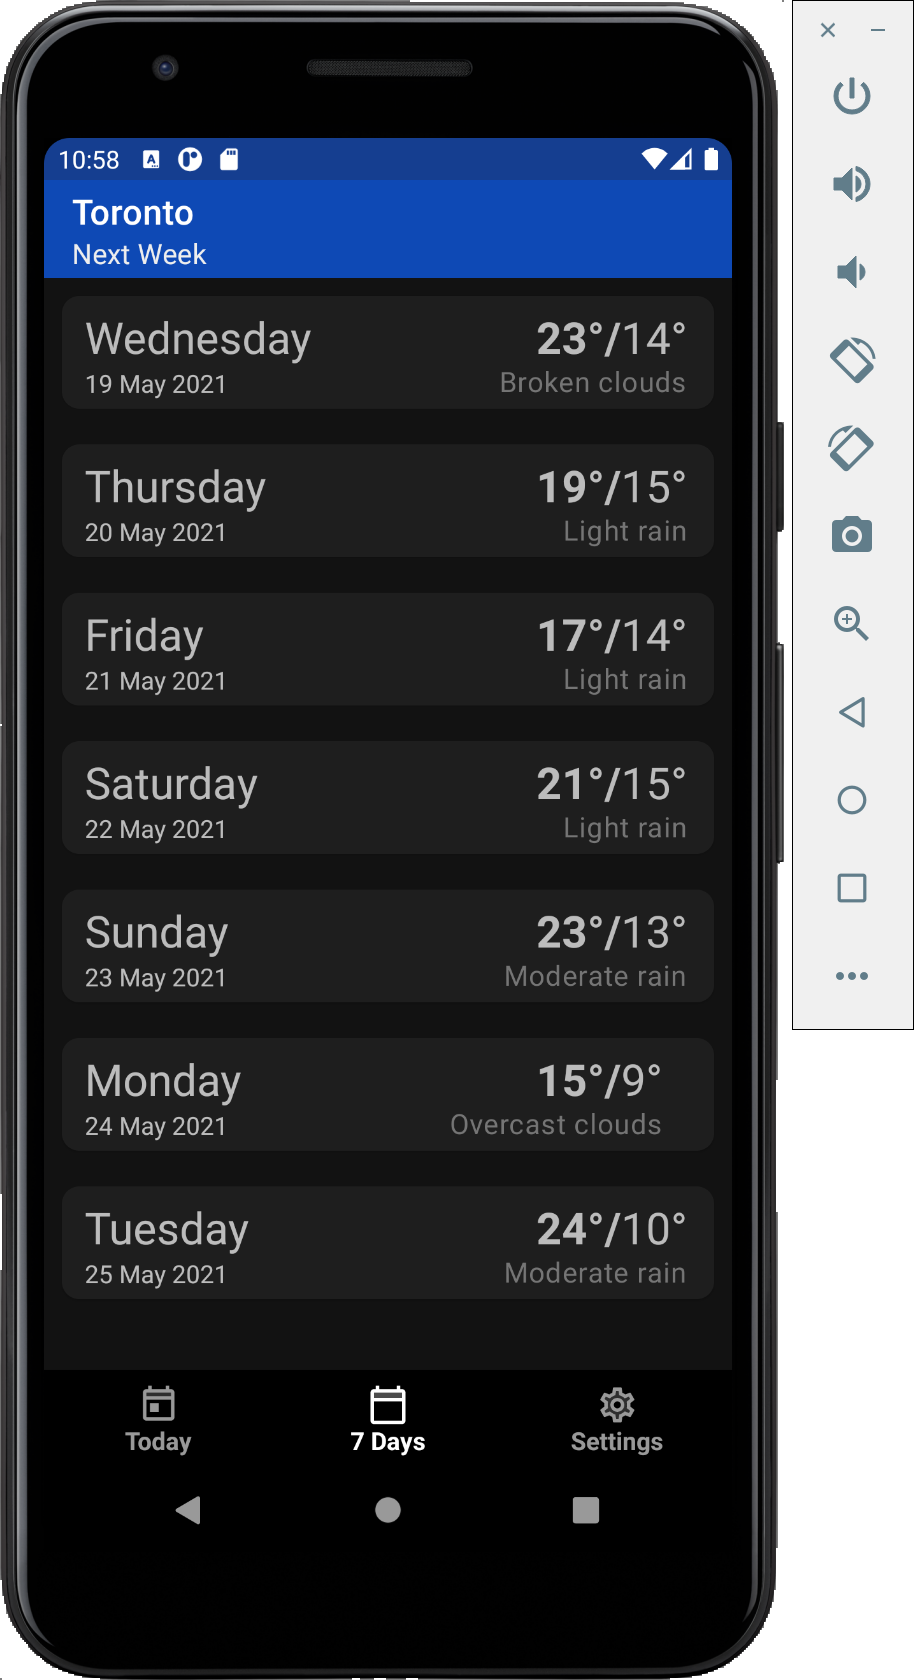 10:58
Toronto
Next Week
Wednesday 23°/14°
19 May 2021 Broken clouds
Thursday 19°/15°
20 May 2021 Light rain
Friday 17°/14°
21 May 2021 Light rain
Saturday 21°/15°
22 May 2021 Light rain
Sunday 23°/13°
23 May 2021 Moderate rain
Monday 15°/9°
24 May 2021 Overcast clouds
Tuesday 24°/10°
25 May 2021 Moderate rain
Today 7 Days Settings